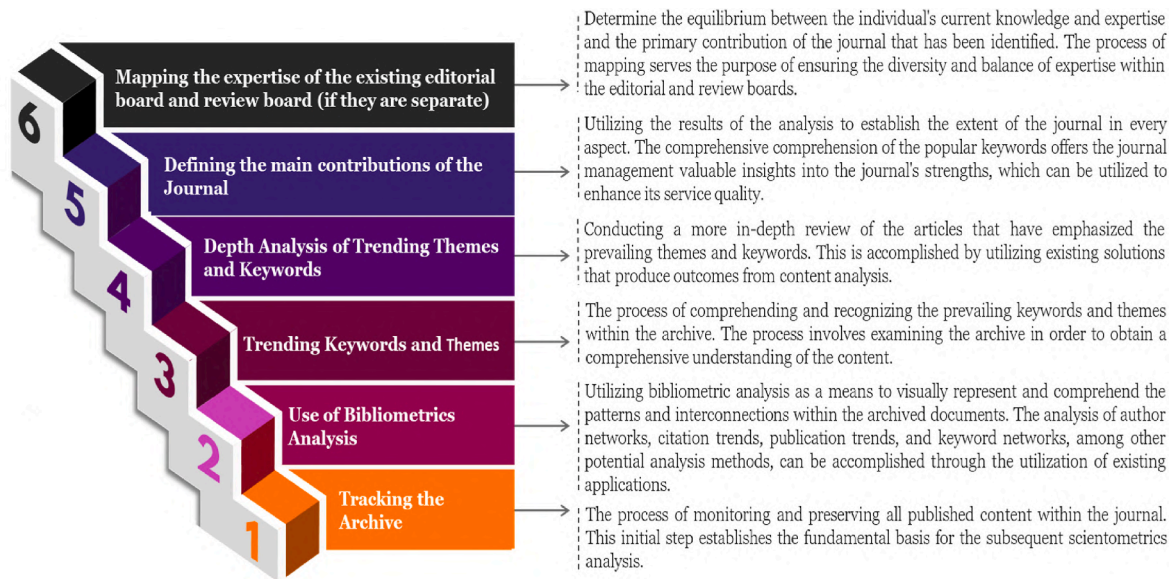 6
Mapping the expertise of the existing editorial
board and review board (if they are separate)
Determine the equilibrium between the individual's current knowledge and expertise
and the primary contribution of the journal that has been identified. The process of
mapping serves the purpose of ensuring the diversity and balance of expertise within
the editorial and review boards.
5
Defining the main contributions of the
Journal
Utilizing the results of the analysis to establish the extent of the journal in every
aspect. The comprehensive comprehension of the popular keywords offers the journal
management valuable insights into the journal's strengths, which can be utilized to
enhance its service quality.
4
Depth Analysis of Trending Themes
and Keywords
Conducting a more in-depth review of the articles that have emphasized the
prevailing themes and keywords. This is accomplished by utilizing existing solutions
that produce outcomes from content analysis.
3
Trending Keywords and Themes
The process of comprehending and recognizing the prevailing keywords and themes
within the archive. The process involves examining the archive in order to obtain a
comprehensive understanding of the content.
2
Use of Bibliometrics
Analysis
Utilizing bibliometric analysis as a means to visually represent and comprehend the
patterns and interconnections within the archived documents. The analysis of author
networks, citation trends, publication trends, and keyword networks, among other
potential analysis methods, can be accomplished through the utilization of existing
applications.
1
Tracking the
Archive
The process of monitoring and preserving all published content within the journal.
This initial step establishes the fundamental basis for the subsequent scientometrics
analysis.